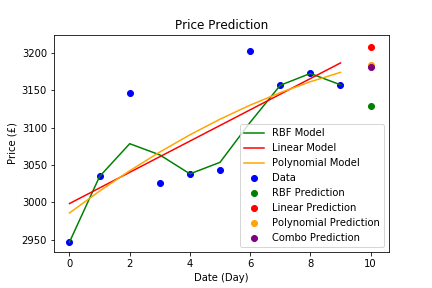 Price Prediction
Price (£)
3200
3150
3100
3050
3000
2950
RBF Model
Linear Model
Polynomial Model
Data
RBF Prediction
Linear Prediction
Polynomial Prediction
Combo Prediction
0 2 4 6 8 10
Date (Day)